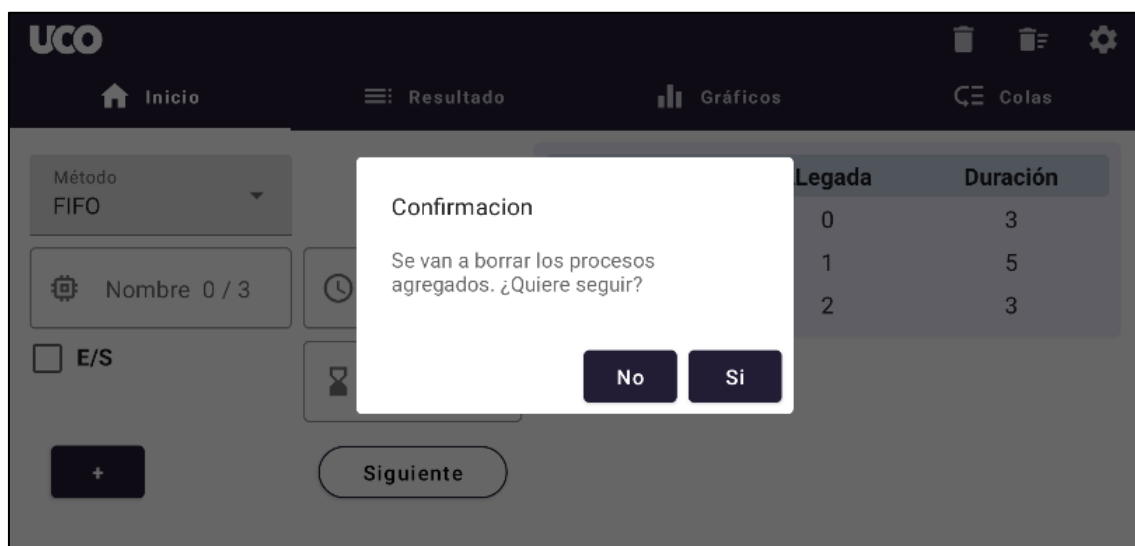 UCO
Inicio
Resultado
Gráficos
Colas
Método
FIFO
Legada
Duración
Nombre 0 / 3
0
3
1
5
2
3
E/S
Confirmacion
Se van a borrar los procesos
agregados. ¿Quiere seguir?
No
Si
+
Siguiente